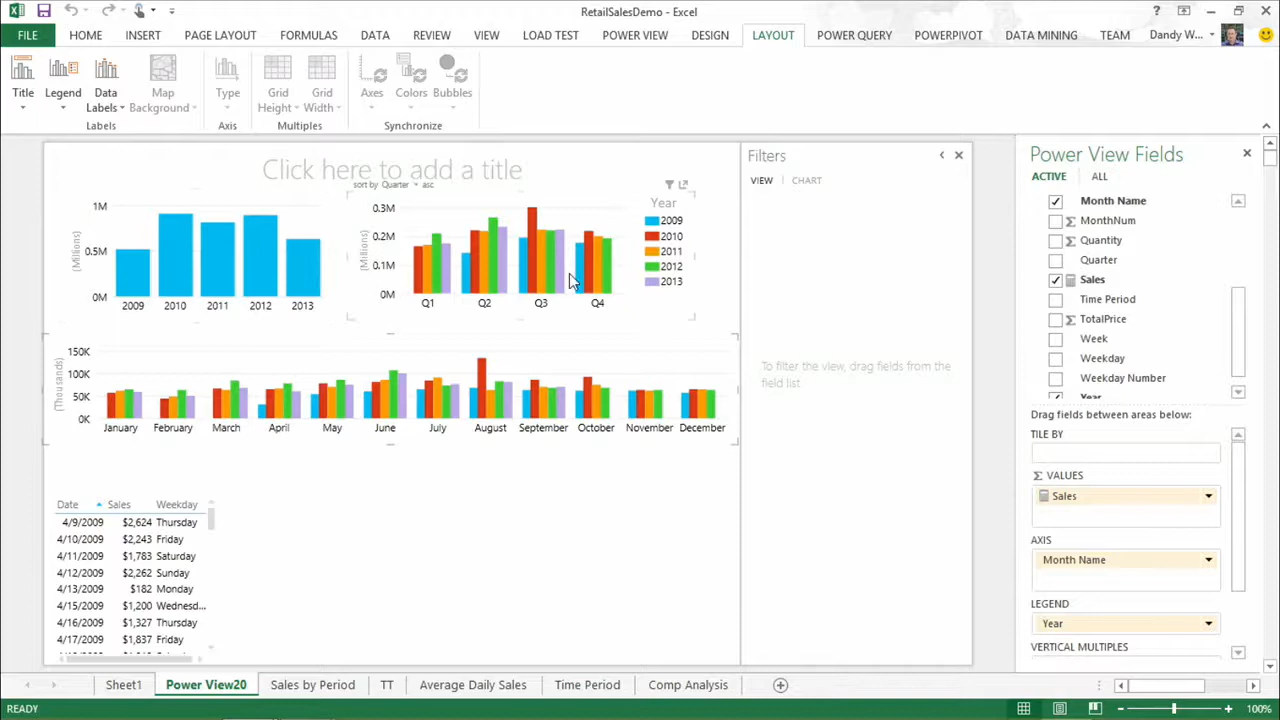 RetailSalesDemo - Excel
FILE HOME INSERT PAGE LAYOUT FORMULAS DATA REVIEW VIEW LOAD TEST POWER VIEW DESIGN LAYOUT POWER QUERY POWERPIVOT DATA MINING TEAM Dandy W...
Title Legend Data Labels Map Background Type Grid Height Grid Width Axes Colors Bubbles
Labels Axis Multiples Synchronize
Click here to add a title
sort by Quarter asc
1M
0.5M
0M
(Millions)
2009 2010 2011 2012 2013
0.3M
0.2M
0.1M
0M
(Millions)
Q1 Q2 Q3 Q4
Year
2009
2010
2011
2012
2013
150K
100K
50K
0K
(Thousands)
January February March April May June July August September October November December
Date Sales Weekday
4/9/2009 $2,624 Thursday
4/10/2009 $2,243 Friday
4/11/2009 $1,783 Saturday
4/12/2009 $2,262 Sunday
4/13/2009 $182 Monday
4/15/2009 $1,200 Wednesd...
4/16/2009 $1,327 Thursday
4/17/2009 $1,837 Friday
Filters
VIEW CHART
To filter the view, drag fields from the
field list
Power View Fields
ACTIVE ALL
Month Name
MonthNum
Quantity
Quarter
Sales
Time Period
TotalPrice
Week
Weekday
Weekday Number
Year
Drag fields between areas below:
TILE BY
Σ VALUES
Sales
AXIS
Month Name
LEGEND
Year
VERTICAL MULTIPLES
Sheet1 Power View20 Sales by Period TT Average Daily Sales Time Period Comp Analysis
READY 100%